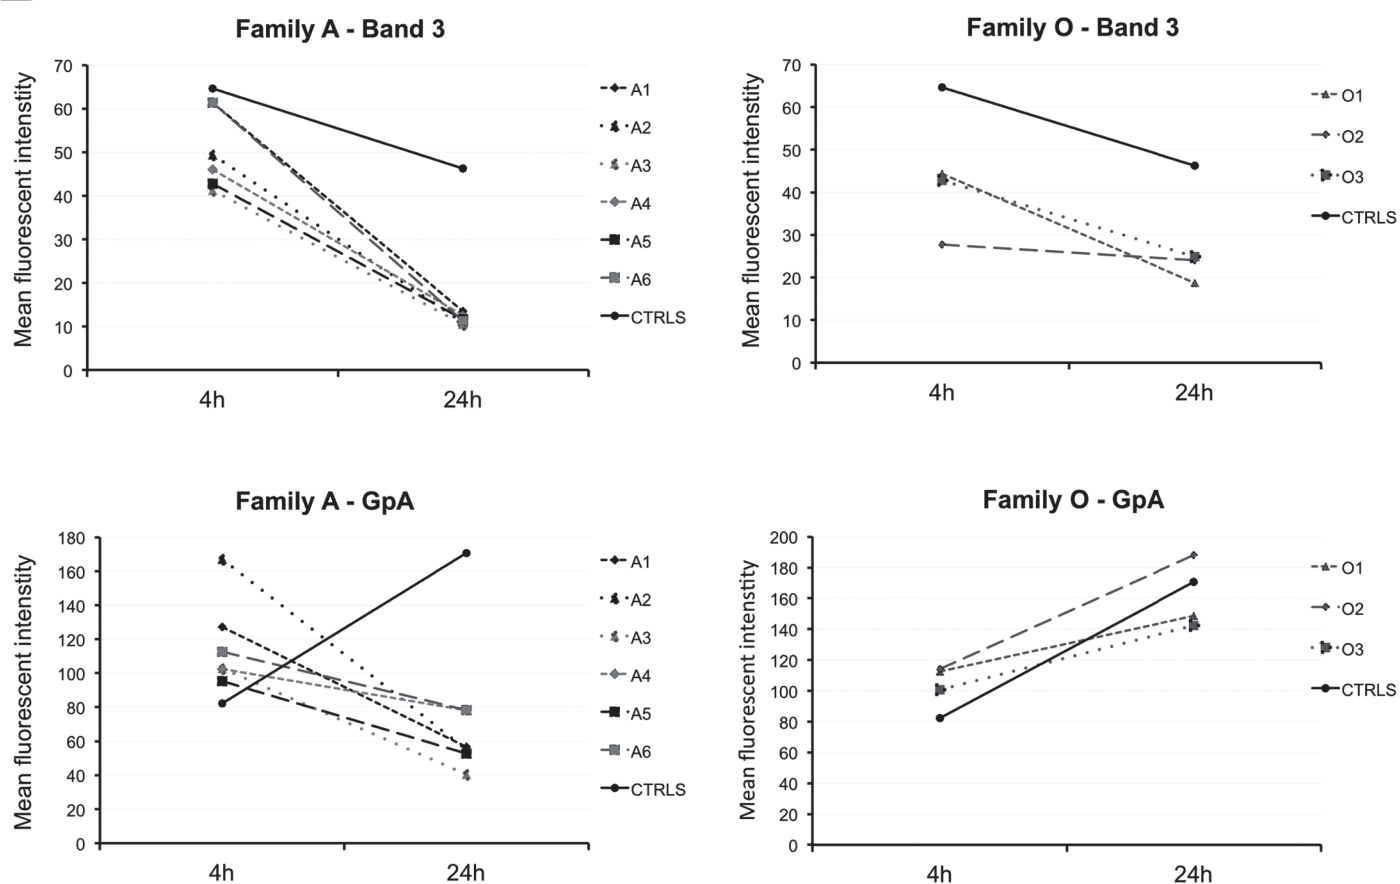 Family A - Band 3
Mean fluorescent intenstity
70
60
50
40
30
20
10
0
4h
24h
A1
A2
A3
A4
A5
A6
CTRLS
Family O - Band 3
Mean fluorescent intenstity
70
60
50
40
30
20
10
0
4h
24h
O1
O2
O3
CTRLS
Family A - GpA
Mean fluorescent intenstity
180
160
140
120
100
80
60
40
20
0
4h
24h
A1
A2
A3
A4
A5
A6
CTRLS
Family O - GpA
Mean fluorescent intenstity
200
180
160
140
120
100
80
60
40
20
0
4h
24h
O1
O2
O3
CTRLS